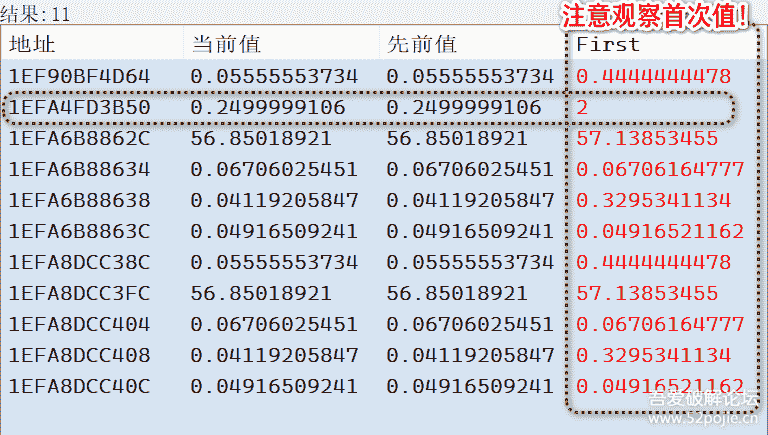 结果:11
注意观察首次值!
地址 当前值 先前值 First
1EF90BF4D64 0.05555553734 0.05555553734 0.4444444478
1EFA4FD3B50 0.2499999106 0.2499999106 2
1EFA6B8862C 56.85018921 56.85018921 57.13853455
1EFA6B88634 0.06706025451 0.06706025451 0.06706164777
1EFA6B88638 0.04119205847 0.04119205847 0.3295341134
1EFA6B8863C 0.04916509241 0.04916509241 0.04916521162
1EFA8DCC38C 0.05555553734 0.05555553734 0.4444444478
1EFA8DCC3FC 56.85018921 56.85018921 57.13853455
1EFA8DCC404 0.06706025451 0.06706025451 0.06706164777
1EFA8DCC408 0.04119205847 0.04119205847 0.3295341134
1EFA8DCC40C 0.04916509241 0.04916509241 0.04916521162
吾爱破解论坛
www.52pojie.cn